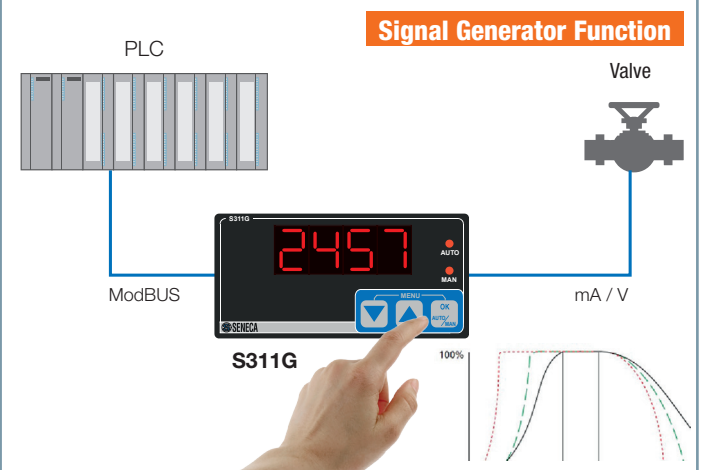 Signal Generator Function
PLC
Valve
S311G
2457
AUTO
MAN
MENU
OK
AUTO/MAN
SENECA
ModBUS
mA / V
S311G
100%